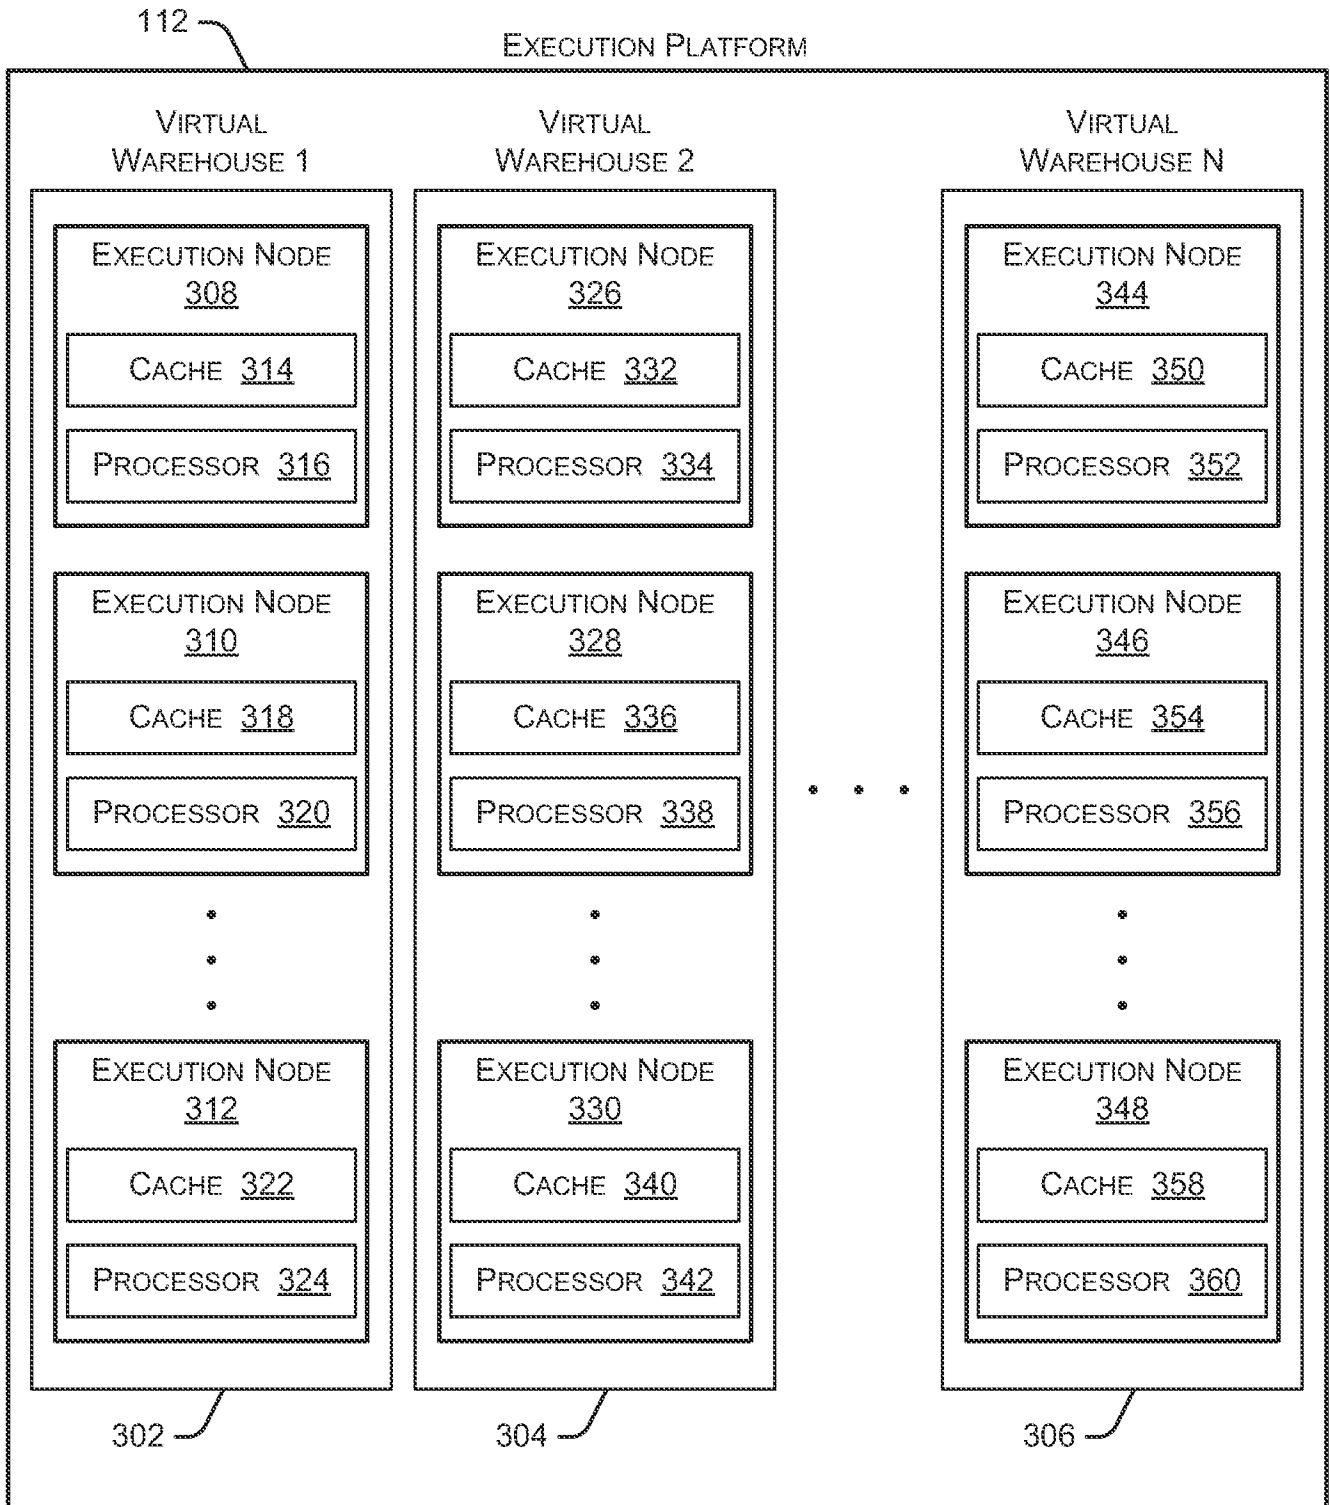 112
EXECUTION PLATFORM
VIRTUAL
WAREHOUSE 1
EXECUTION NODE
308
CACHE 314
PROCESSOR 316
EXECUTION NODE
310
CACHE 318
PROCESSOR 320
EXECUTION NODE
312
CACHE 322
PROCESSOR 324
302
VIRTUAL
WAREHOUSE 2
EXECUTION NODE
326
CACHE 332
PROCESSOR 334
EXECUTION NODE
328
CACHE 336
PROCESSOR 338
EXECUTION NODE
330
CACHE 340
PROCESSOR 342
304
VIRTUAL
WAREHOUSE N
EXECUTION NODE
344
CACHE 350
PROCESSOR 352
EXECUTION NODE
346
CACHE 354
PROCESSOR 356
EXECUTION NODE
348
CACHE 358
PROCESSOR 360
306